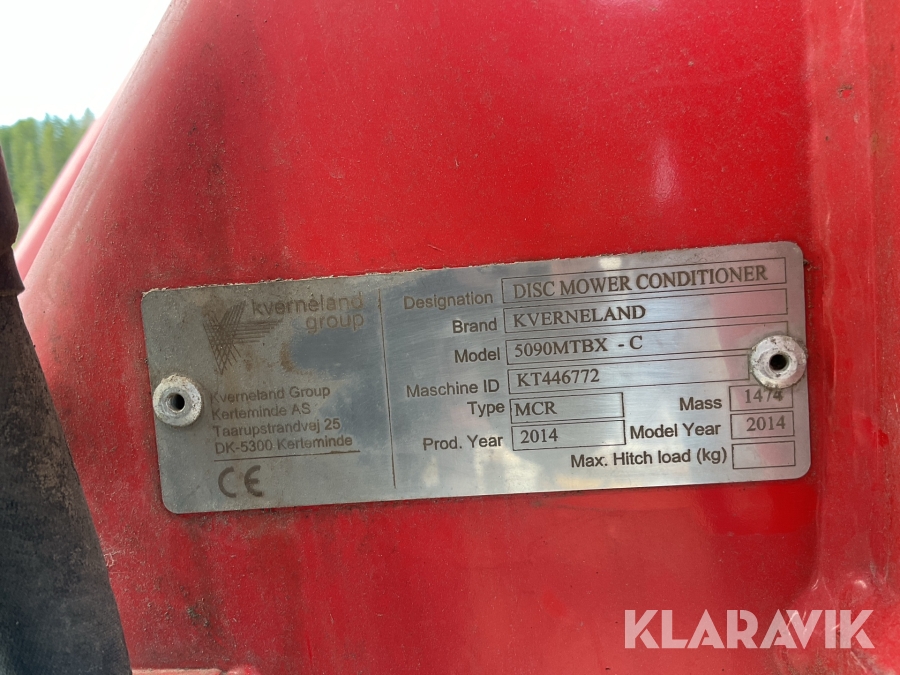 kverneland
group
Kverneland Group
Kerteminde AS
Taarupstrandvej 25
DK-5300 Kerteminde
CE
Designation DISC MOWER CONDITIONER
Brand KVERNELAND
Model 5090MTBX - C
Maschine ID KT446772
Type MCR Mass 1474
Prod. Year 2014 Model Year 2014
Max. Hitch load (kg)
KLARAVIK